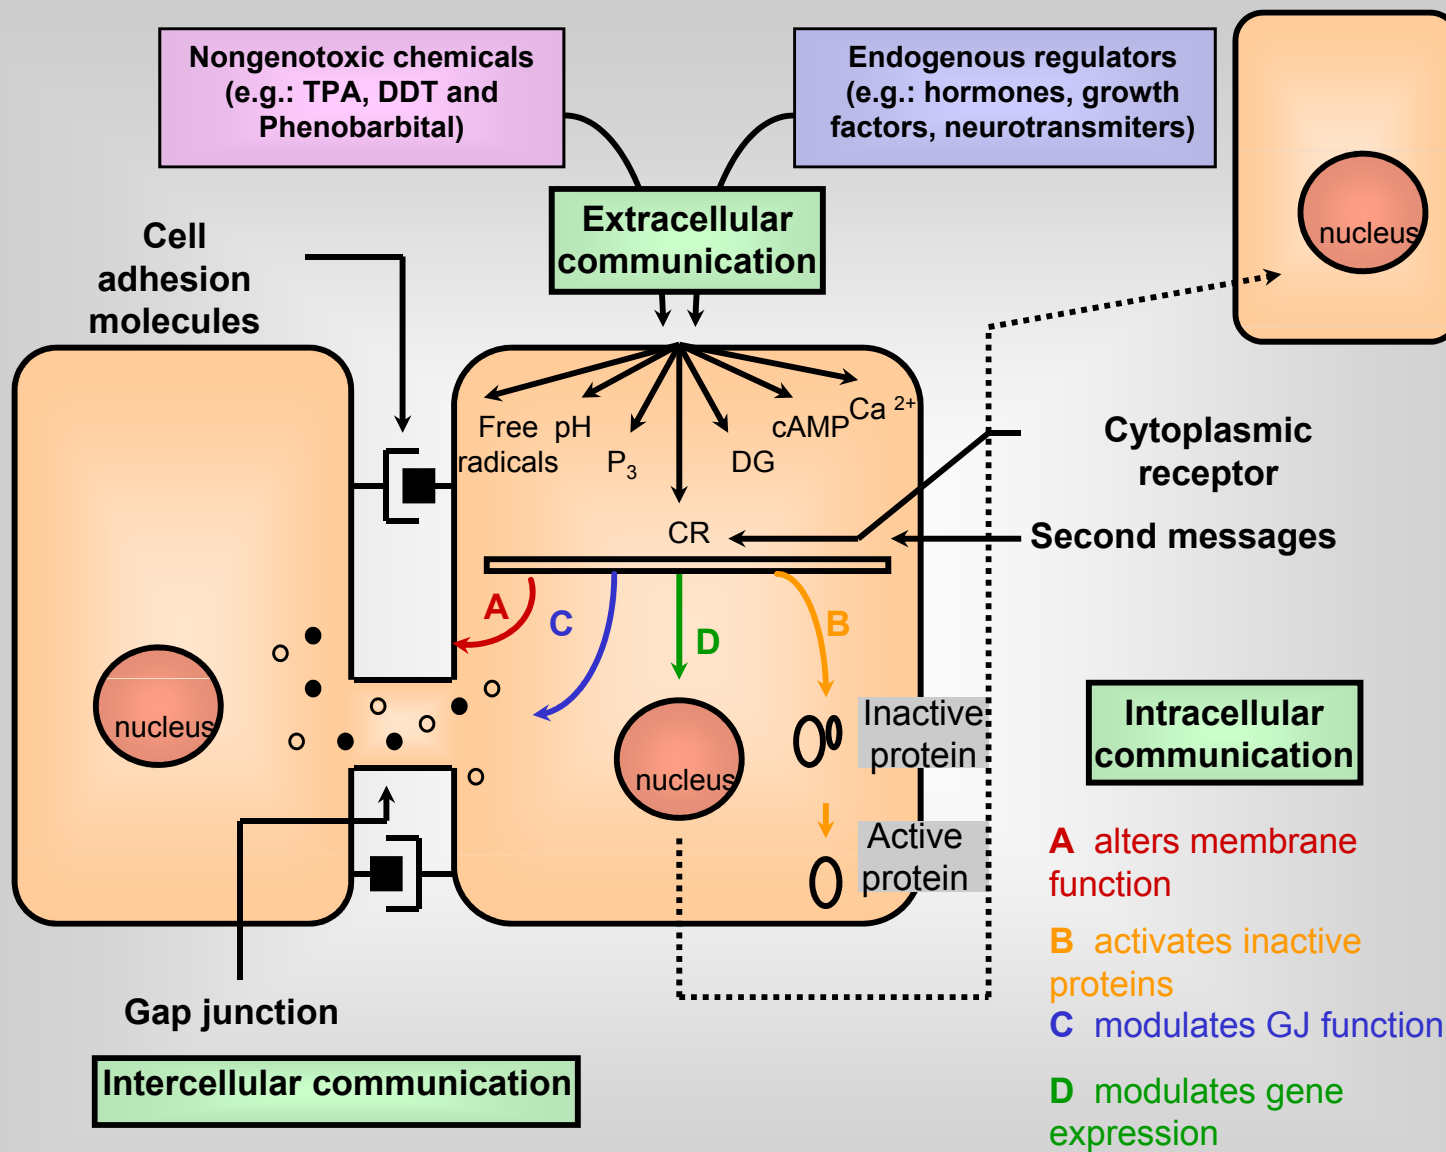 Nongenotoxic chemicals
(e.g.: TPA, DDT and
Phenobarbital)
Endogenous regulators
(e.g.: hormones, growth
factors, neurotransmiters)
nucleus
Extracellular
communication
Cell
adhesion
molecules
Free pH
radicals
P3
DG
cAMP
Ca 2+
CR
Cytoplasmic
receptor
Second messages
A
C
D
B
nucleus
nucleus
Inactive
protein
Active
protein
Intracellular
communication
A alters membrane
function
B activates inactive
proteins
C modulates GJ function
D modulates gene
expression
Gap junction
Intercellular communication